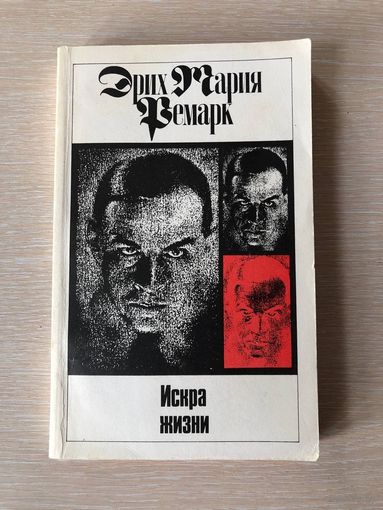 Эрих Мария
Ремарк
Искра
жизни